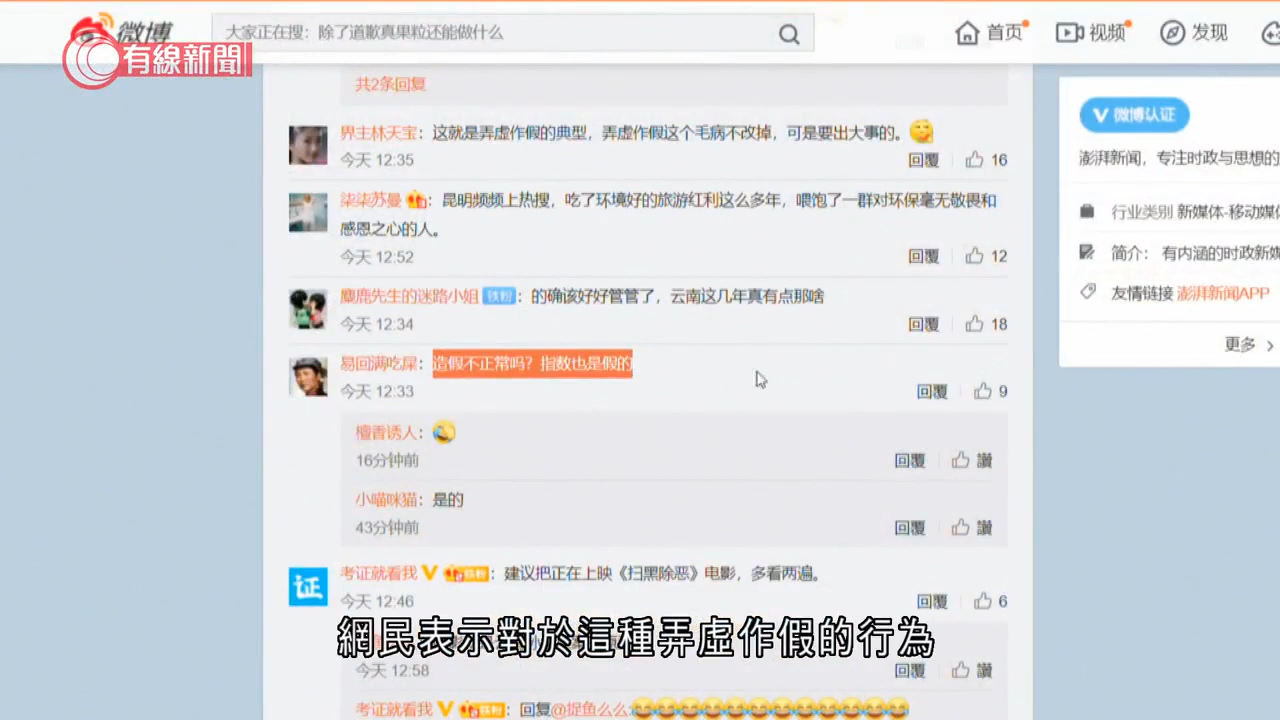 微博
有線新聞
大家正在搜：除了道歉真果粒还能做什么
首页
视频
发现
共2条回复
界主林天宝：这就是弄虚作假的典型，弄虚作假这个毛病不改掉，可是要出大事的。
今天 12:35
回覆
16
柒柒苏曼：昆明频频上热搜，吃了环境好的旅游红利这么多年，喂饱了一群对环保毫无敬畏和
感恩之心的人。
今天 12:52
回覆
12
麋鹿先生的迷路小姐 铁粉：的确该好好管管了，云南这几年真有点那啥
今天 12:34
回覆
18
易回满吃屎：造假不正常吗？指数也是假的
今天 12:33
回覆
9
檀香诱人：
16分钟前
回覆
讚
小喵咪猫：是的
43分钟前
回覆
讚
证
考证就看我 V 铁粉：建议把正在上映《扫黑除恶》电影，多看两遍。
今天 12:46
回覆
6
今天 12:58
回覆
讚
考证就看我 V 铁粉：回复@捉鱼么么:
V 微博认证
澎湃新闻，专注时政与思想的
行业类别 新媒体-移动媒体
简介： 有内涵的时政新媒
友情链接 澎湃新闻APP
更多
網民表示對於這種弄虛作假的行為